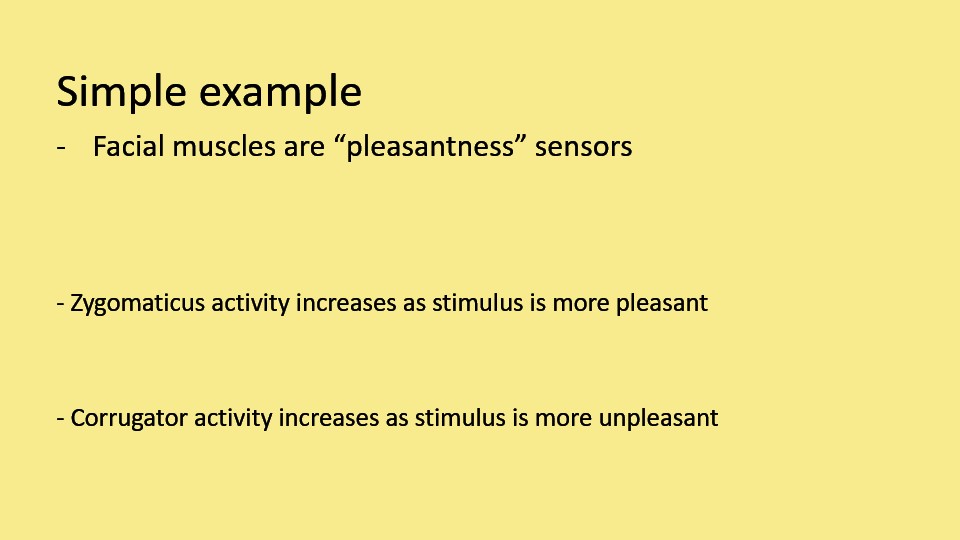 Simple example
- Facial muscles are “pleasantness” sensors
- Zygomaticus activity increases as stimulus is more pleasant
- Corrugator activity increases as stimulus is more unpleasant